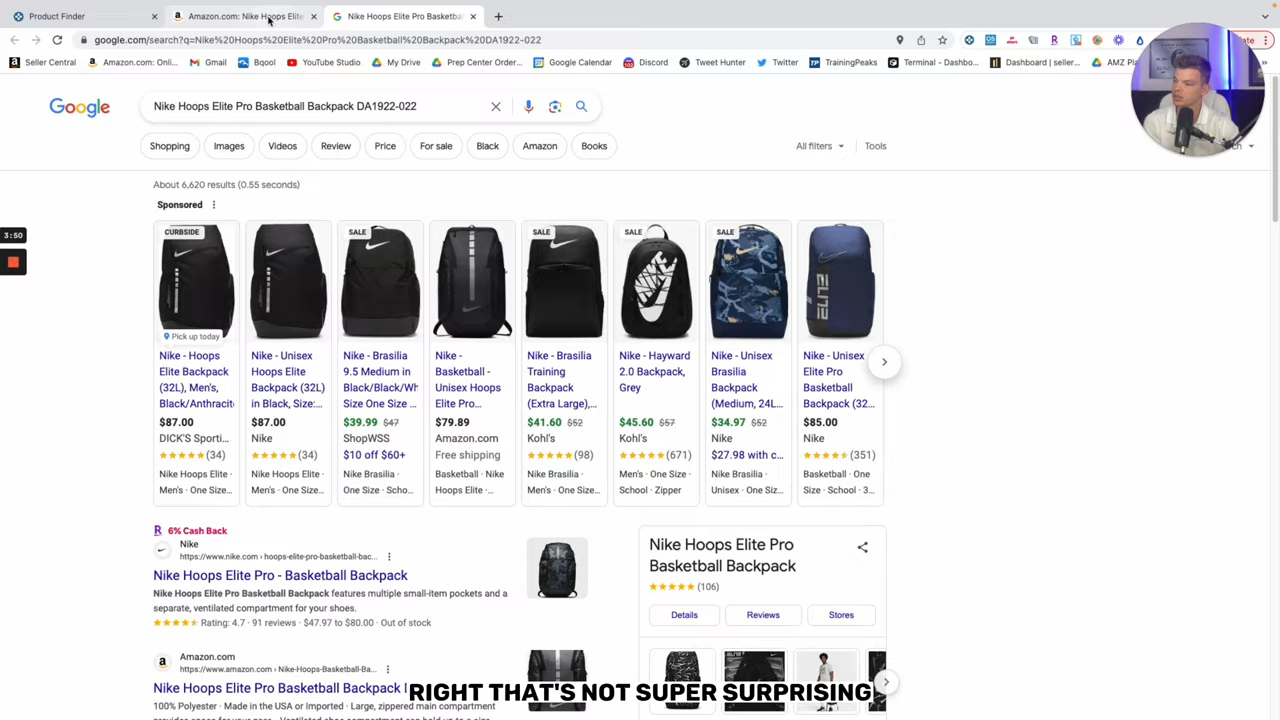 Product Finder
Amazon.com: Nike Hoops Elite
Nike Hoops Elite Pro Basketbal
google.com/search?q=Nike%20Hoops%20Elite%20Pro%20Basketball%20Backpack%20DA1922-022
Seller Central
Amazon.com: Onli...
Gmail
Bqool
YouTube Studio
My Drive
Prep Center Order...
Google Calendar
Discord
Tweet Hunter
Twitter
TrainingPeaks
Terminal - Dashbo...
Dashboard | seller...
AMZ P
Google
Nike Hoops Elite Pro Basketball Backpack DA1922-022
Shopping
Images
Videos
Review
Price
For sale
Black
Amazon
Books
All filters
Tools
About 6,620 results (0.55 seconds)
Sponsored
3:50
CURBSIDE
Pick up today
Nike - Hoops
Elite Backpack
(32L), Men's,
Black/Anthracit
$87.00
DICK'S Sporti...
(34)
Nike Hoops Elite ·
Men's · One Size
Nike - Unisex
Hoops Elite
Backpack (32L)
in Black, Size:...
$87.00
Nike
(34)
Nike Hoops Elite ·
Men's · One Size
SALE
Nike - Brasilia
9.5 Medium in
Black/Black/Wh
Size One Size ...
$39.99 $47
ShopWSS
$10 off $60+
Nike Brasilia ·
One Size · Scho...
Nike -
Basketball -
Unisex Hoops
Elite Pro...
$79.89
Amazon.com
Free shipping
Basketball · Nike
Hoops Elite ·...
SALE
Nike - Brasilia
Training
Backpack
(Extra Large),...
$41.60 $52
Kohl's
(98)
Nike Brasilia ·
Men's · One Siz...
SALE
Nike - Hayward
2.0 Backpack,
Grey
$45.60 $57
Kohl's
(671)
Men's · One Size ·
School · Zipper
SALE
Nike - Unisex
Brasilia
Backpack
(Medium, 24L...
$34.97 $52
Nike
$27.98 with c...
Nike Brasilia ·
Unisex · One Siz...
ELITE
Nike - Unisex
Elite Pro
Basketball
Backpack (32...
$85.00
Nike
(351)
Basketball · One
Size · School · 3...
R 6% Cash Back
Nike
https://www.nike.com › hoops-elite-pro-basketball-bac...
Nike Hoops Elite Pro - Basketball Backpack
Nike Hoops Elite Pro Basketball Backpack features multiple small-item pockets and a
separate, ventilated compartment for your shoes.
Rating: 4.7 · 91 reviews · $47.97 to $80.00 · Out of stock
Amazon.com
https://www.amazon.com › Nike-Hoops-Basketball-Ba...
Nike Hoops Elite Pro Basketball Backpack
100% Polyester · Made in the USA or Imported · Large, zippered main compartment
Nike Hoops Elite Pro
Basketball Backpack
(106)
Details
Reviews
Stores
RIGHT THAT'S NOT SUPER SURPRISING